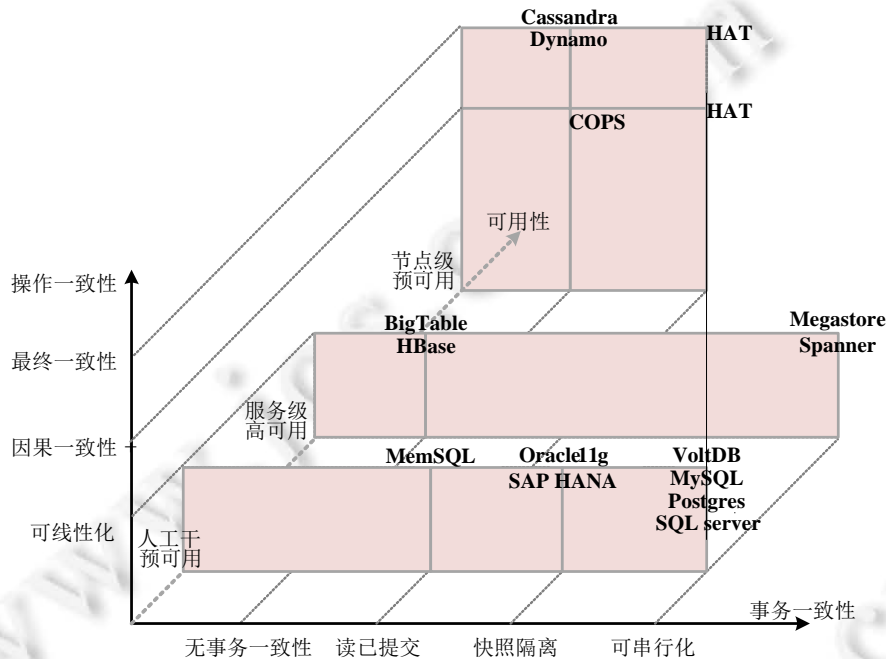 Cassandra
Dynamo
HAT
HAT
COPS
可用性
节点级
预可用
操作一致性
BigTable
HBase
Megastore
Spanner
最终一致性
服务级
高可用
因果一致性
MemSQL
Oracle11g
SAP HANA
VoltDB
MySQL
Postgres
SQL server
可线性化
人工干
预可用
事务一致性
无事务一致性
读已提交
快照隔离
可串行化